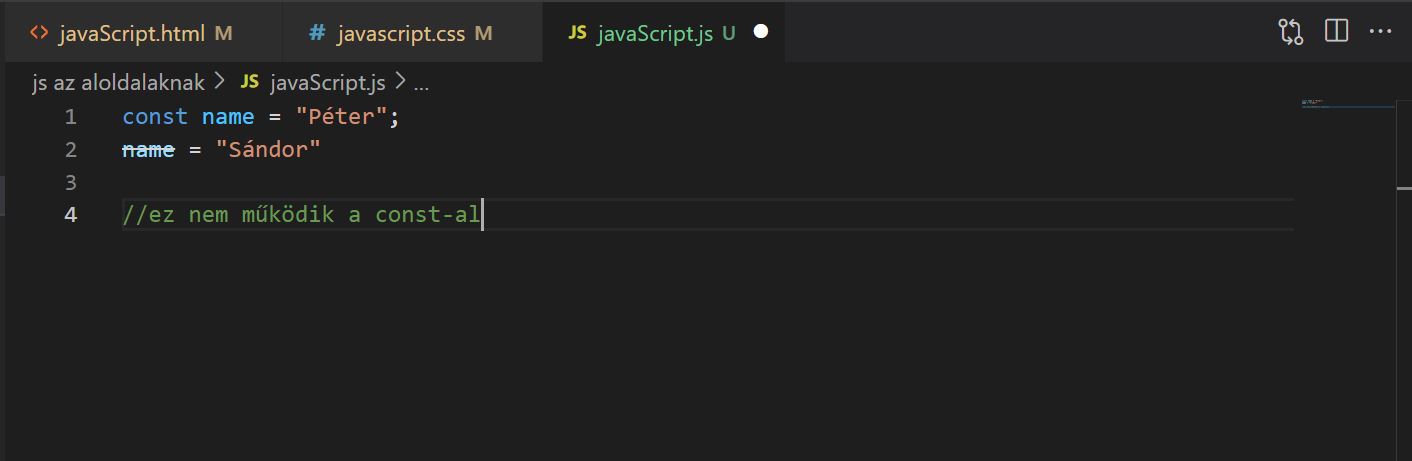 <> javaScript.html M # javascript.css M JS javaScript.js U
js az aloldalaknak > JS javaScript.js > ...
1 const name = "Péter";
2 name = "Sándor"
3
4 //ez nem működik a const-al